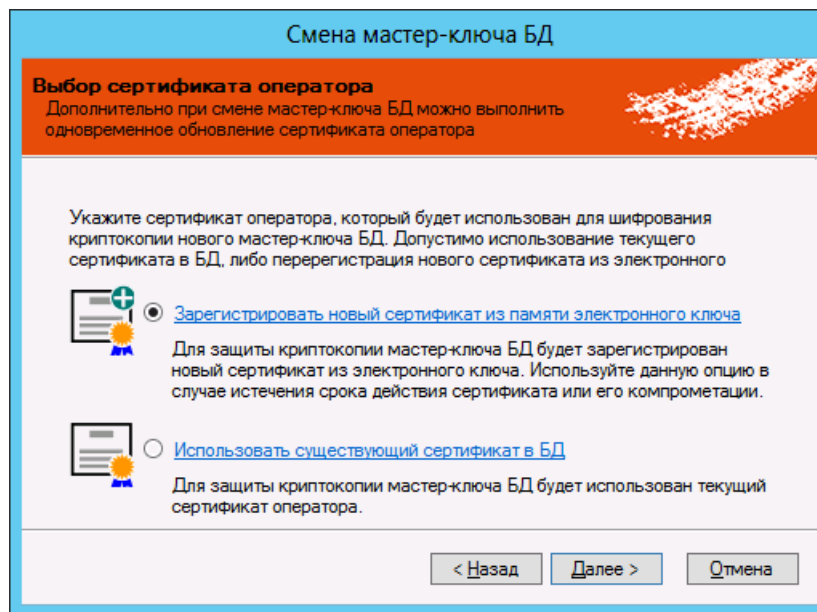 Смена мастер-ключа БД
Выбор сертификата оператора
Дополнительно при смене мастер-ключа БД можно выполнить
одновременное обновление сертификата оператора
Укажите сертификат оператора, который будет использован для шифрования
криптокопии нового мастер-ключа БД. Допустимо использование текущего
сертификата в БД, либо перерегистрация нового сертификата из электронного
Зарегистрировать новый сертификат из памяти электронного ключа
Для защиты криптокопии мастер-ключа БД будет зарегистрирован
новый сертификат из электронного ключа. Используйте данную опцию в
случае истечения срока действия сертификата или его компрометации.
Использовать существующий сертификат в БД
Для защиты криптокопии мастер-ключа БД будет использован текущий
сертификат оператора.
< Назад Далее > Отмена